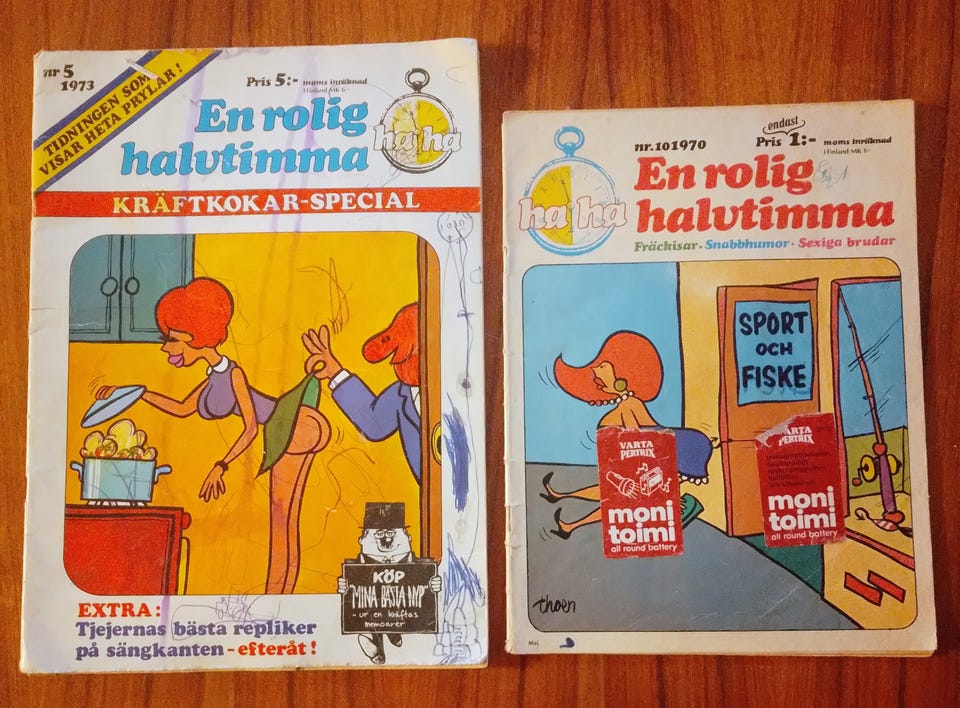 nr 5
1973
TIDNINGEN SOM
VISAR HETA PRYLAR!
Pris 5:- moms inräknad
I Finland MK 6:-
En rolig
halvtimma
ha ha
KRÄFTKOKAR-SPECIAL
KÖP
"MINA BÄSTA NYP"
- ur en kräftas
memoarer
EXTRA:
Tjejernas bästa repliker
på sängkanten - efteråt!
nr. 10 1970
endast
Pris 1:- moms inräknad
I Finland MK 1:-
En rolig
halvtimma
ha ha
Fräckisar · Snabbhumor · Sexiga brudar
SPORT
OCH
FISKE
VARTA
PERTRIX
moni
toimi
all round battery
VARTA
PERTRIX
moni
toimi
all round battery
thoen
Maj